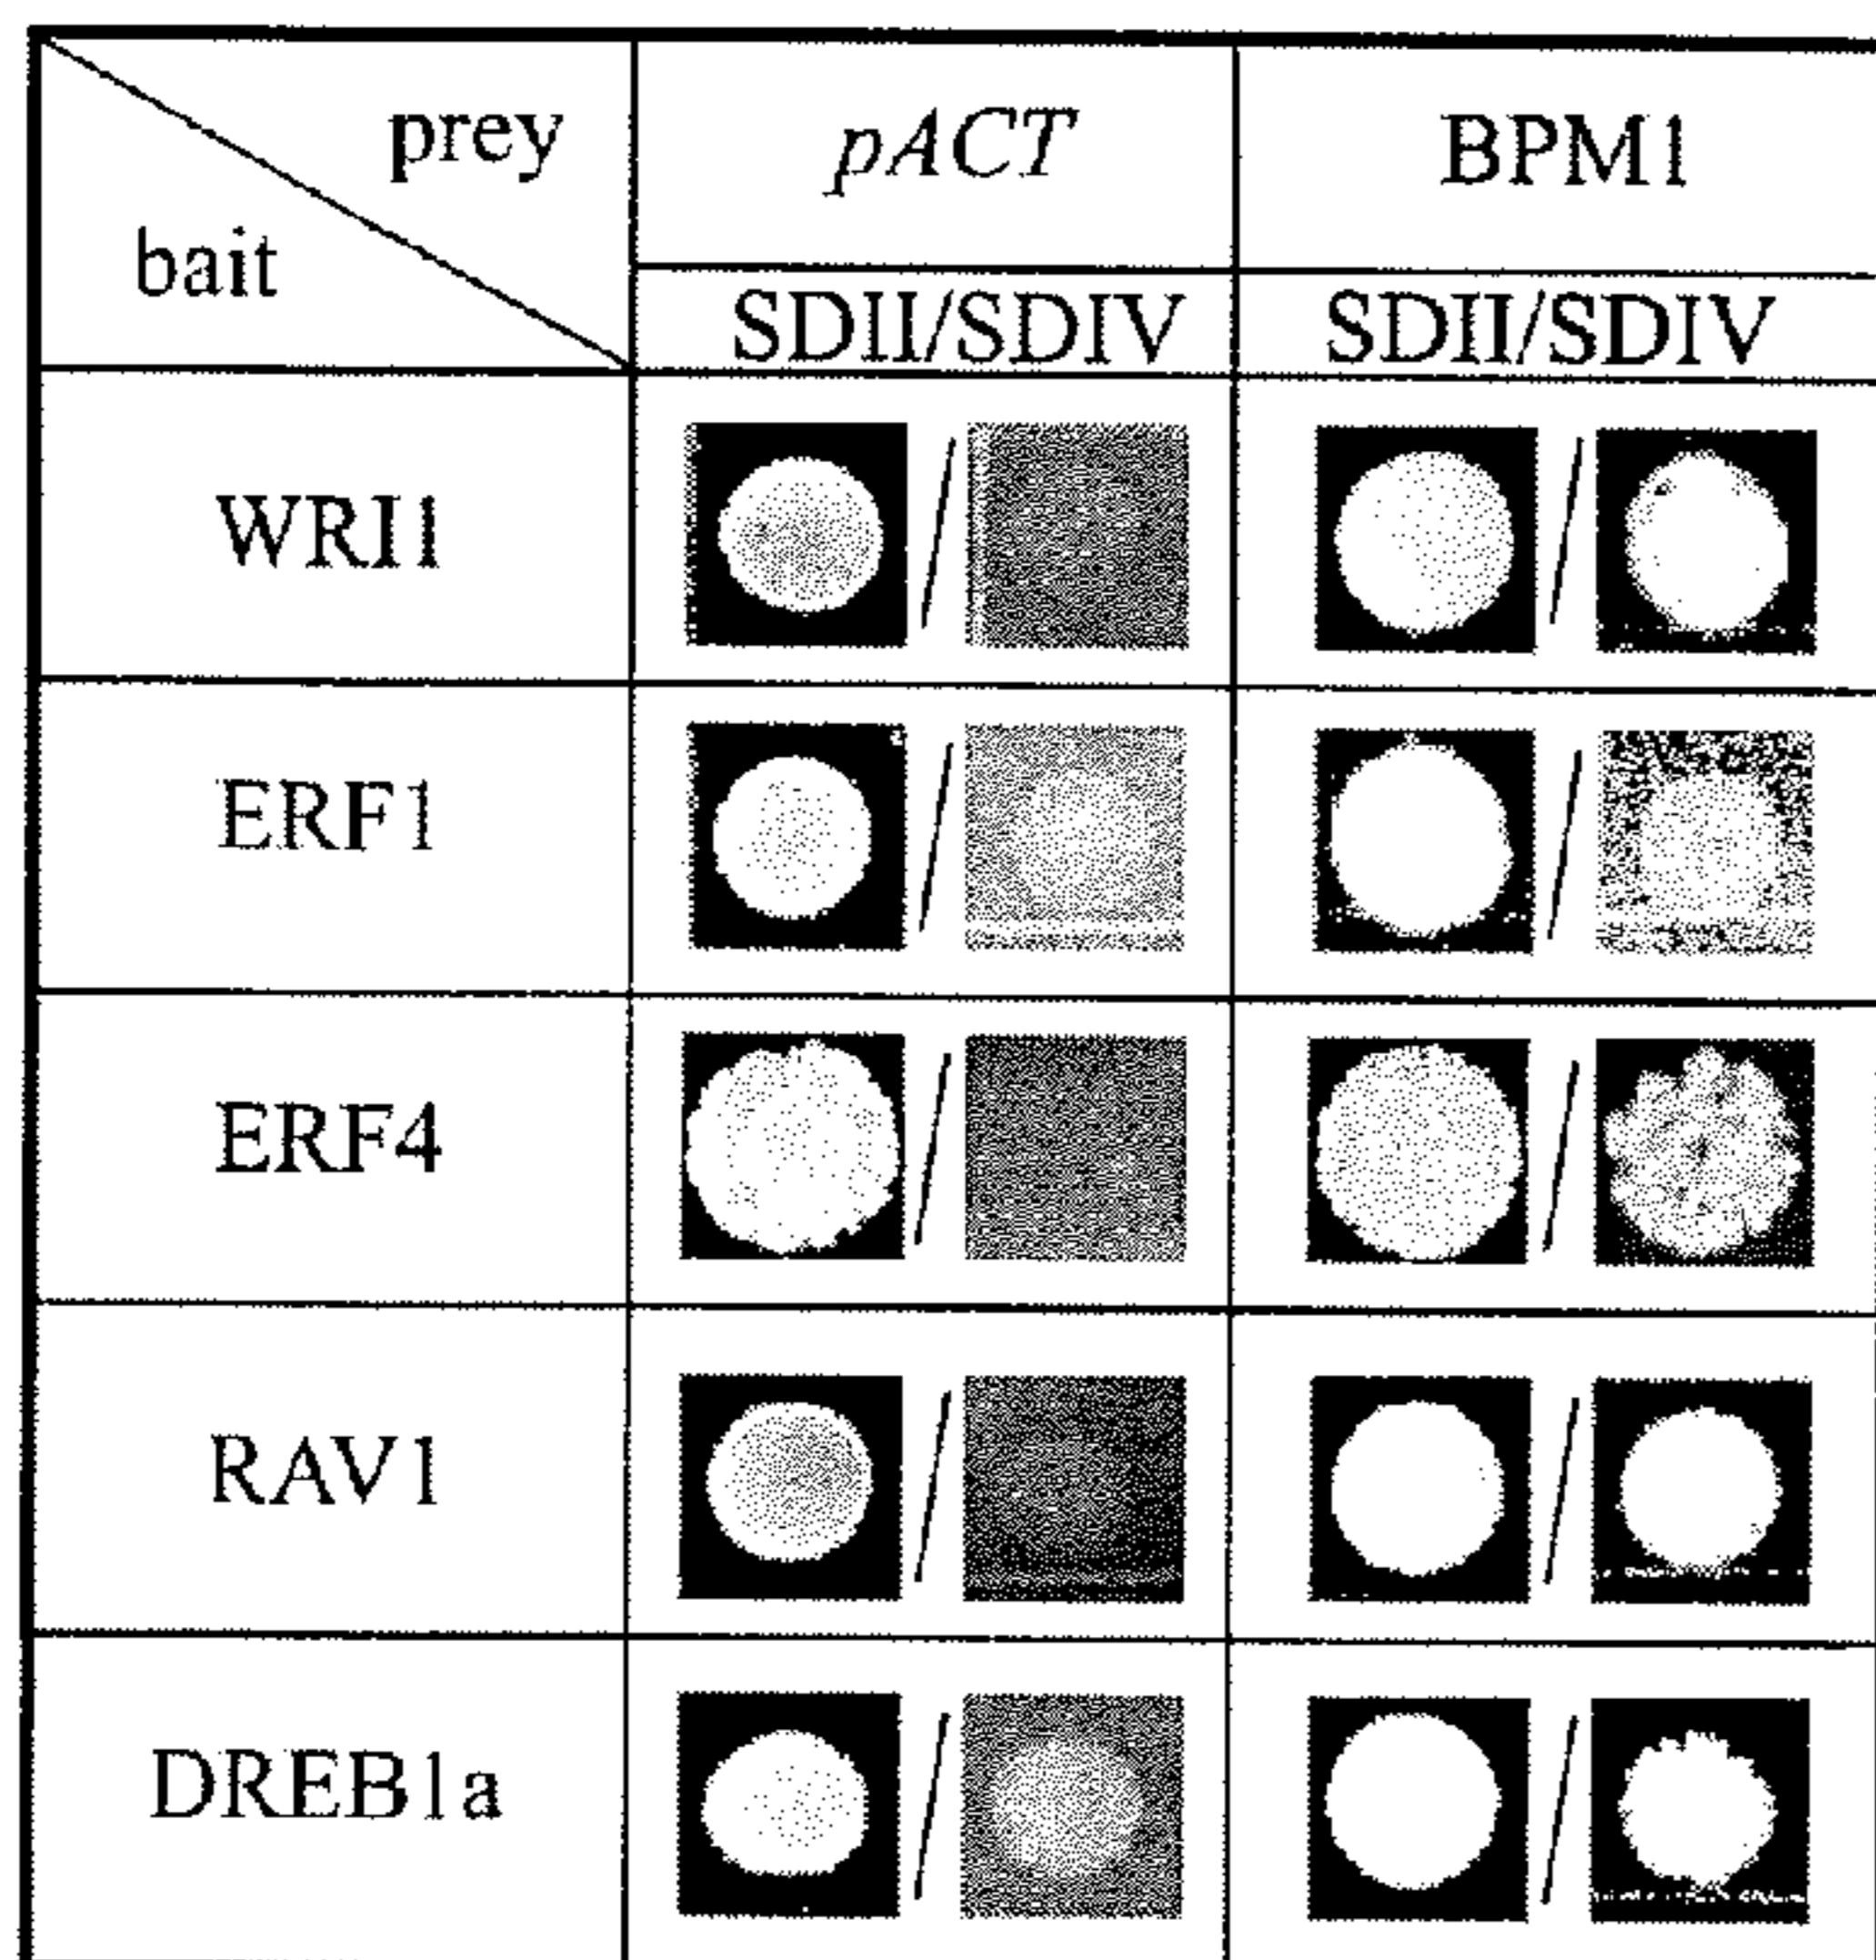 prey
pACT
BPM1
bait
SDII/SDIV
SDII/SDIV
WRI1
/
/
ERF1
/
/
ERF4
/
/
RAV1
/
/
DREB1a
/
/